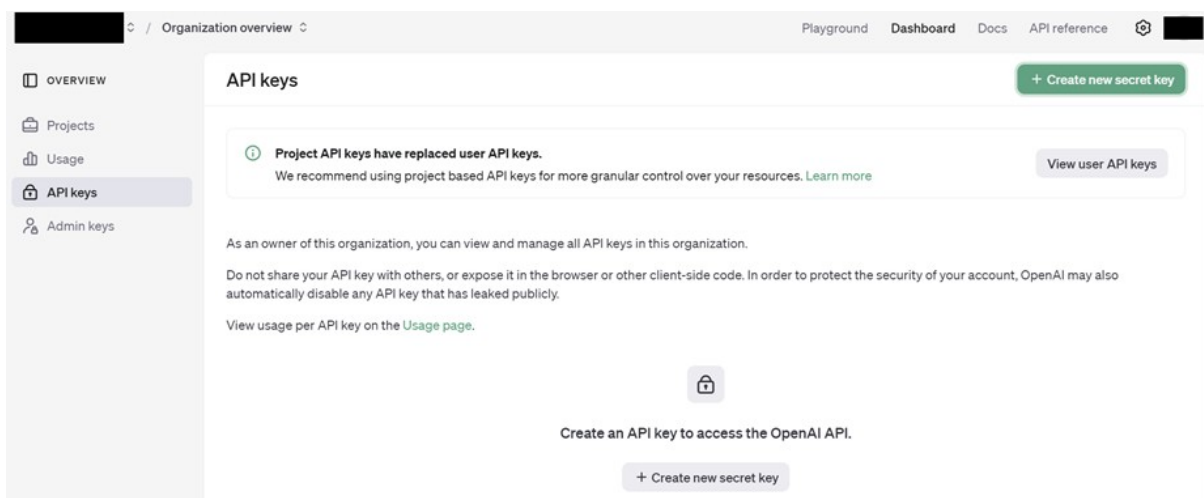 / Organization overview
Playground Dashboard Docs API reference
OVERVIEW
Projects
Usage
API keys
Admin keys
API keys
+ Create new secret key
Project API keys have replaced user API keys.
We recommend using project based API keys for more granular control over your resources. Learn more
View user API keys
As an owner of this organization, you can view and manage all API keys in this organization.
Do not share your API key with others, or expose it in the browser or other client-side code. In order to protect the security of your account, OpenAI may also
automatically disable any API key that has leaked publicly.
View usage per API key on the Usage page.
Create an API key to access the OpenAI API.
+ Create new secret key